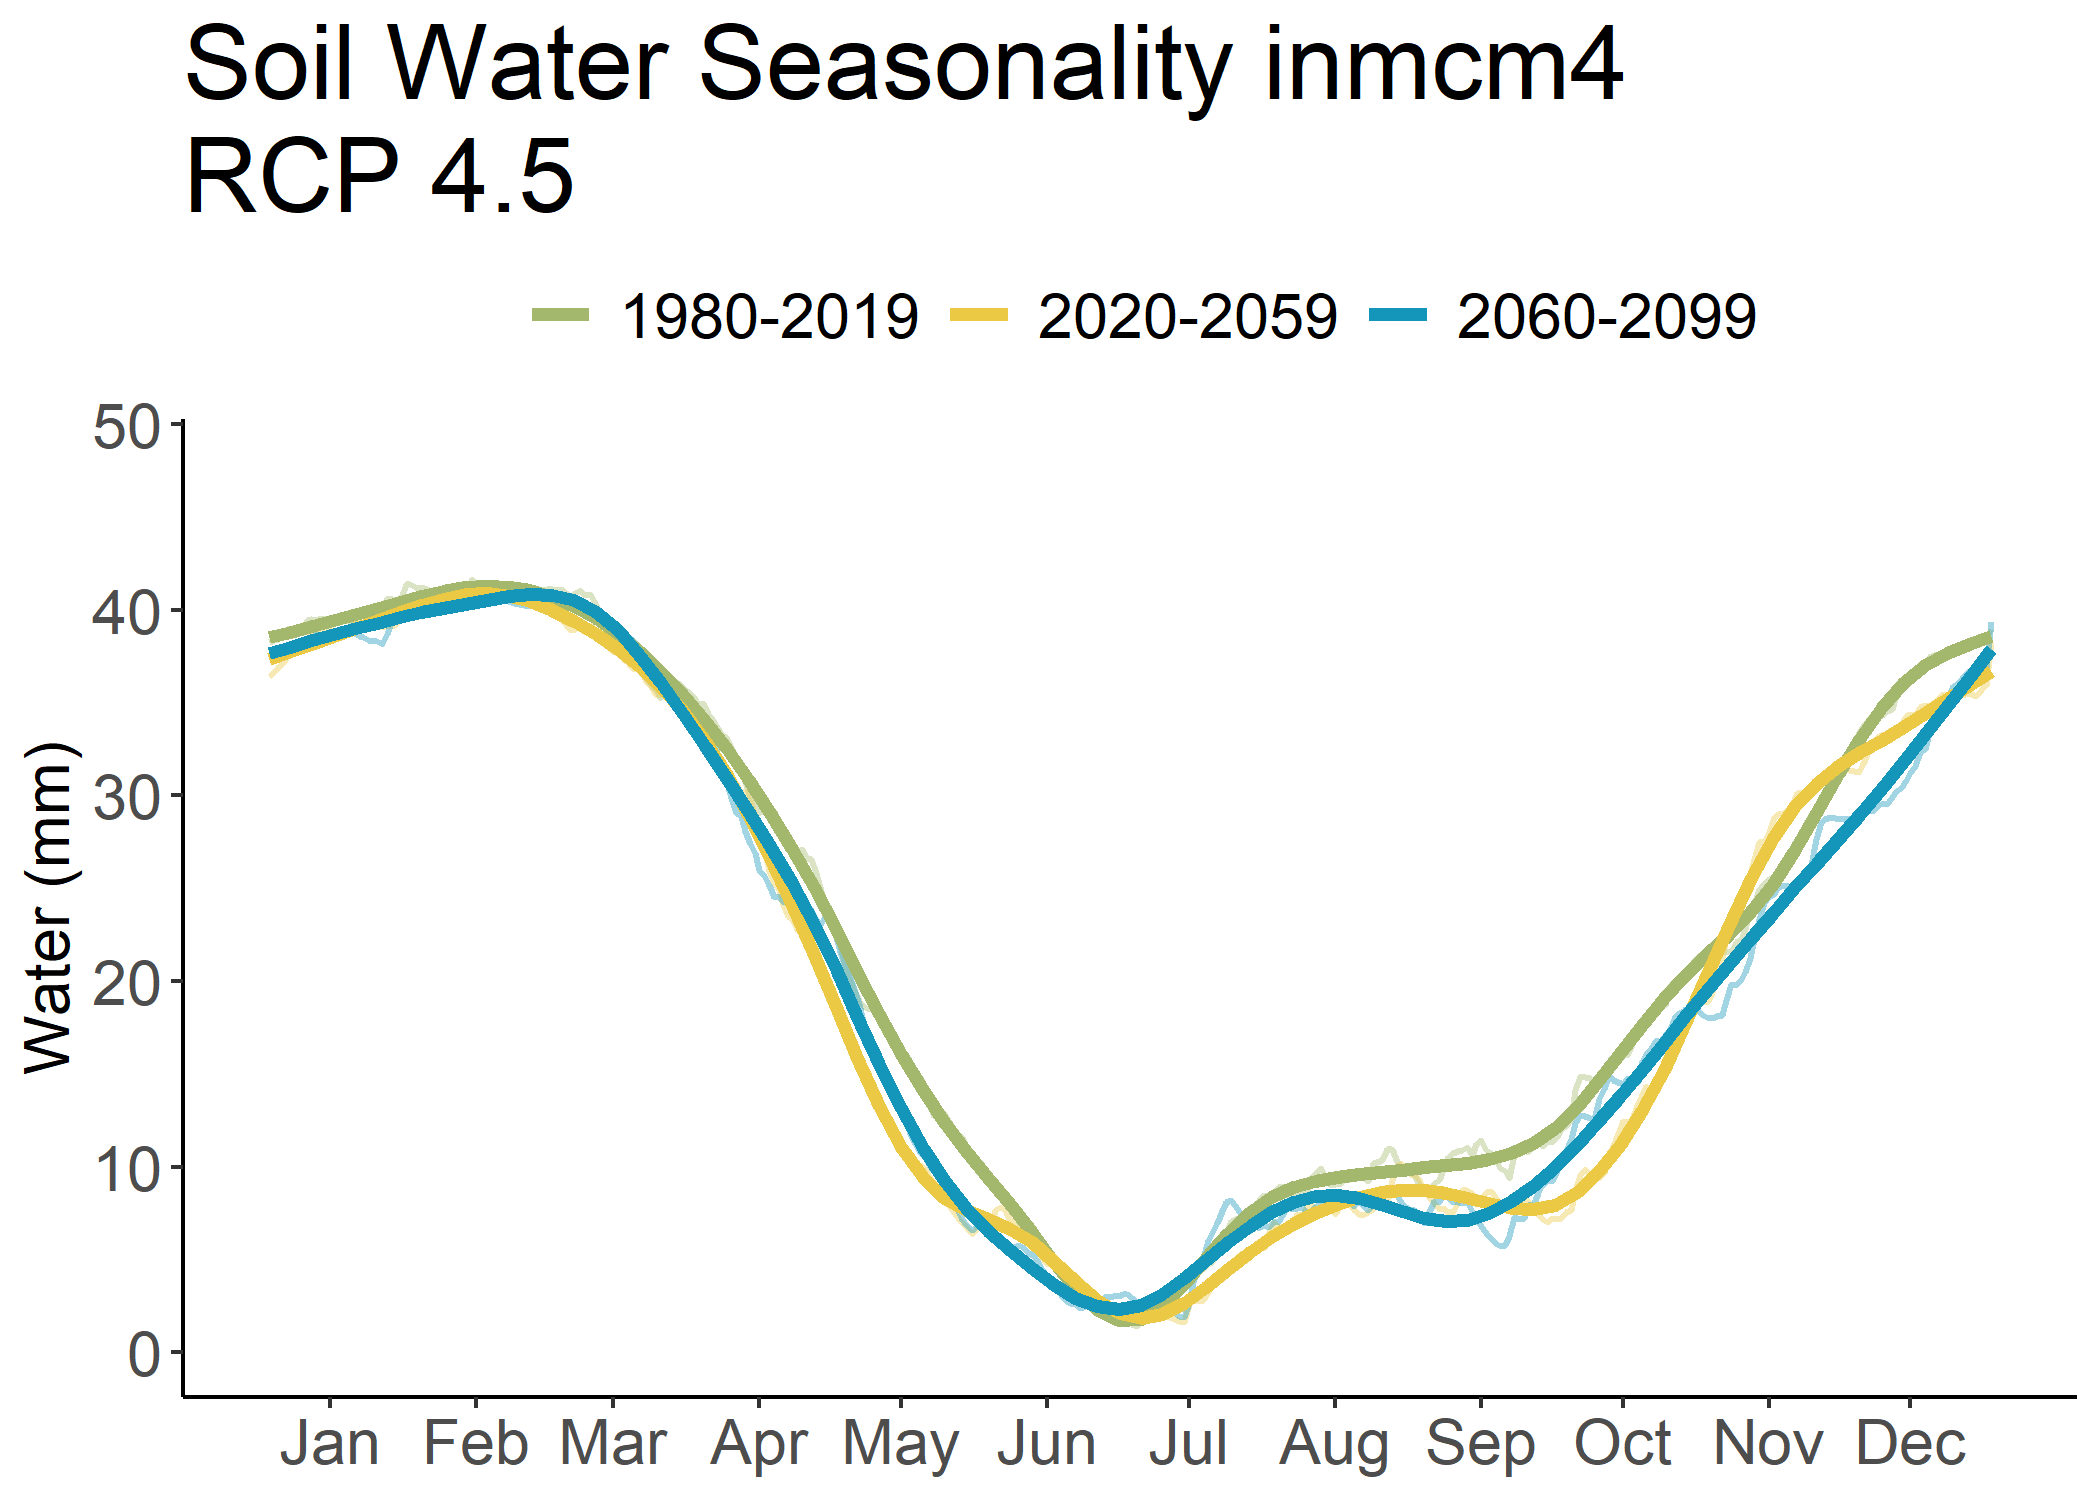 Soil Water Seasonality inmcm4
RCP 4.5
1980-2019 2020-2059 2060-2099
50
40
30
20
10
0
Water (mm)
Jan Feb Mar Apr May Jun Jul Aug Sep Oct Nov Dec